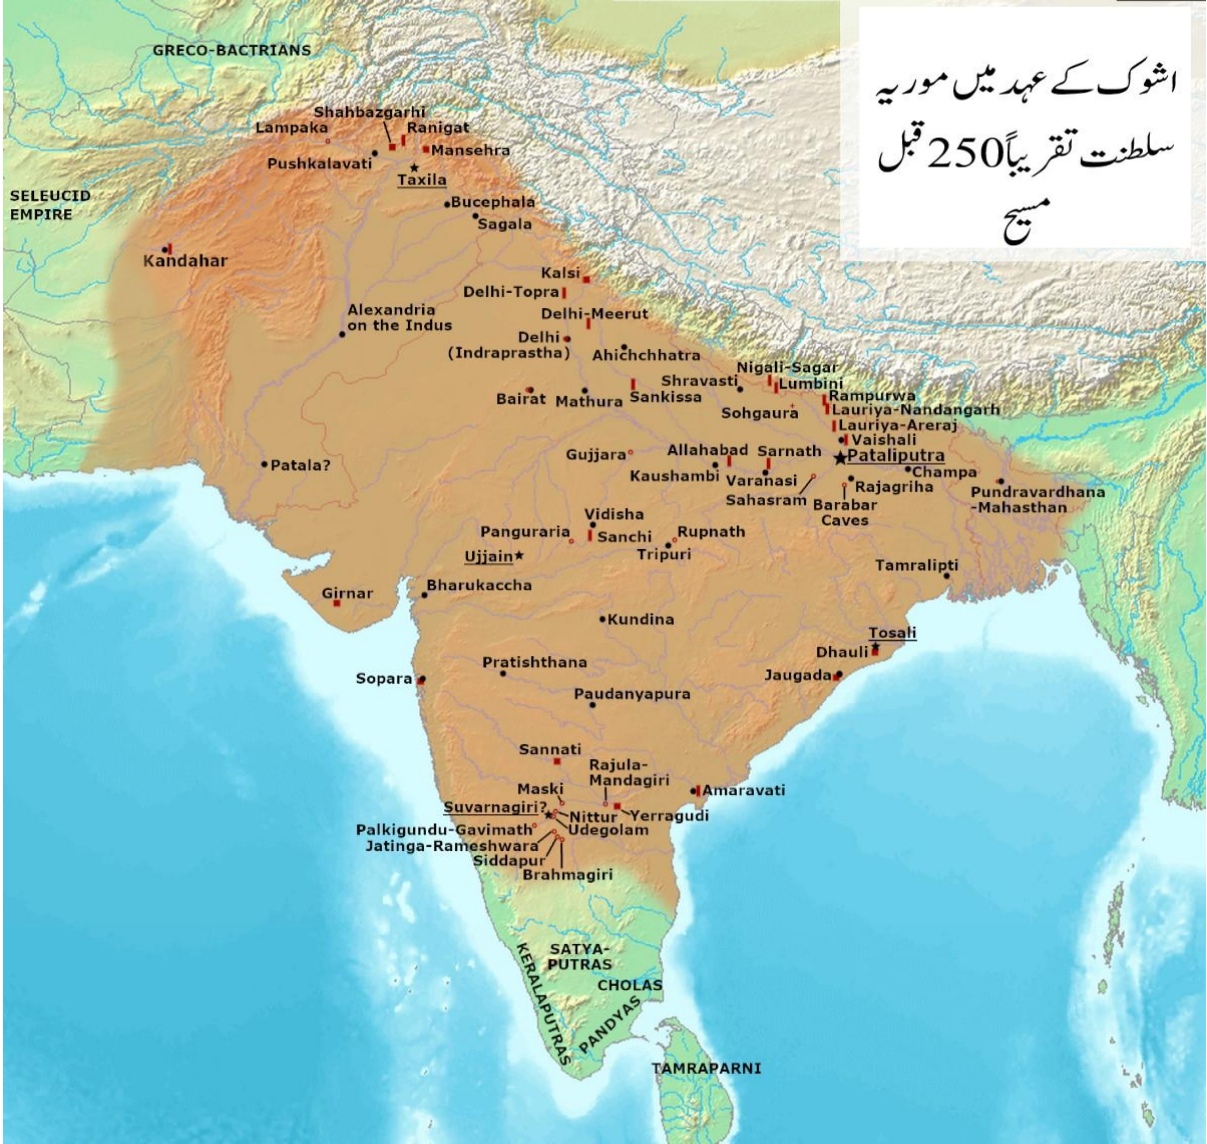 اشوک کے عہد میں موریہ
سلطنت تقریباً250 قبل
مسیح
GRECO-BACTRIANS
Shahbazgarhi
Lampaka
Ranigat
Pushkalavati
Mansehra
Taxila
SELEUCID
EMPIRE
Bucephala
Sagala
Kandahar
Kalsi
Delhi-Topra
Alexandria
on the Indus
Delhi-Meerut
Delhi
(Indraprastha)
Ahichchhatra
Nigali-Sagar
Shravasti
Lumbini
Bairat
Mathura
Sankissa
Rampurwa
Sohgaura
Lauriya-Nandangarh
Lauriya-Areraj
Vaishali
Gujjara
Allahabad
Sarnath
Pataliputra
Patala?
Kaushambi
Varanasi
Champa
Sahasram
Rajagriha
Pundravardhana
-Mahasthan
Barabar
Caves
Vidisha
Panguraria
Sanchi
Rupnath
Ujjain
Tripuri
Tamralipti
Girnar
Bharukaccha
Kundina
Tosali
Dhauli
Pratishthana
Jaugada
Sopara
Paudanyapura
Sannati
Rajula-
Mandagiri
Maski
Amaravati
Suvarnagiri?
Nittur
Yerragudi
Palkigundu-Gavimath
Udegolam
Jatinga-Rameshwara
Siddapur
Brahmagiri
SATYA-
PUTRAS
KERALAPUTRAS
CHOLAS
PANDYAS
TAMRAPARNI